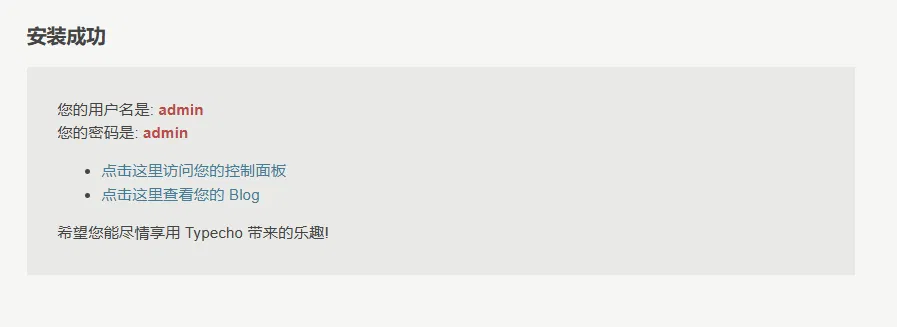 安装成功
您的用户名是: admin
您的密码是: admin
点击这里访问您的控制面板
点击这里查看您的 Blog
希望您能尽情享用 Typecho 带来的乐趣!